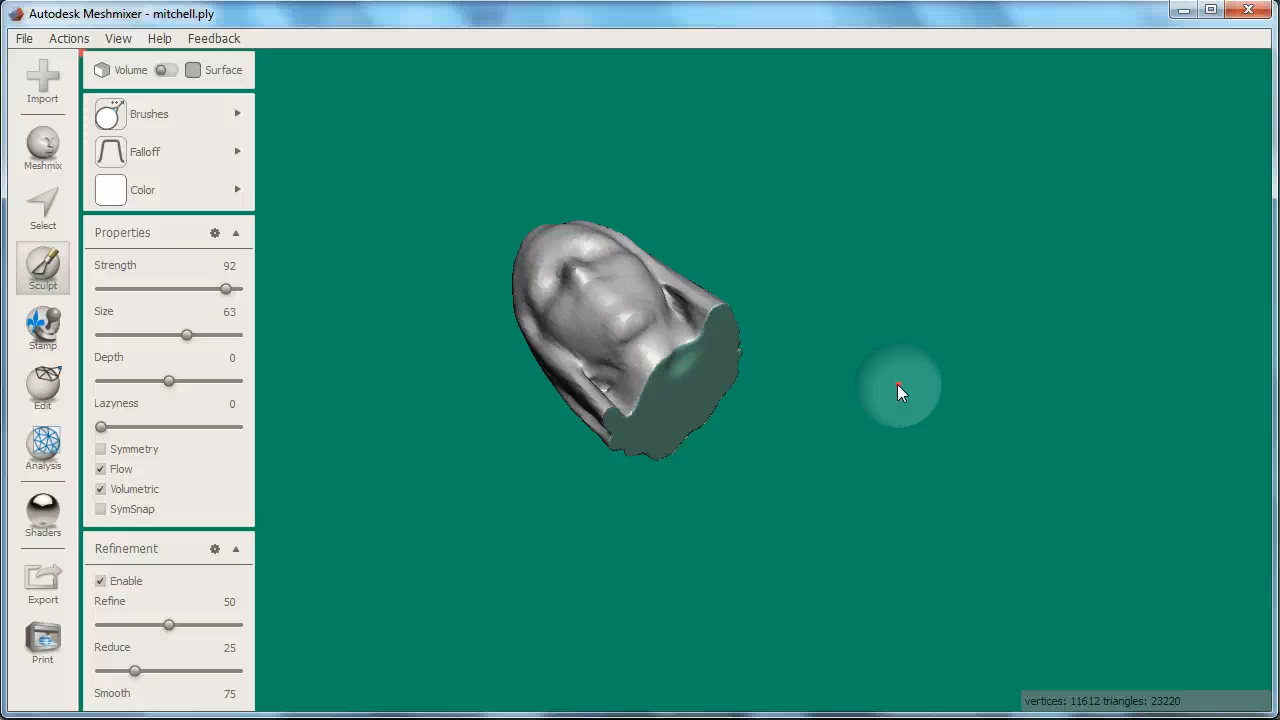 Autodesk Meshmixer - mitchell.ply
File Actions View Help Feedback
Import
Meshmix
Select
Sculpt
Stamp
Edit
Analysis
Shaders
Export
Print
Volume Surface
Brushes
Falloff
Color
Properties
Strength 92
Size 63
Depth 0
Lazyness 0
Symmetry
Flow
Volumetric
SymSnap
Refinement
Enable
Refine 50
Reduce 25
Smooth 75
vertices: 11612 triangles: 23220